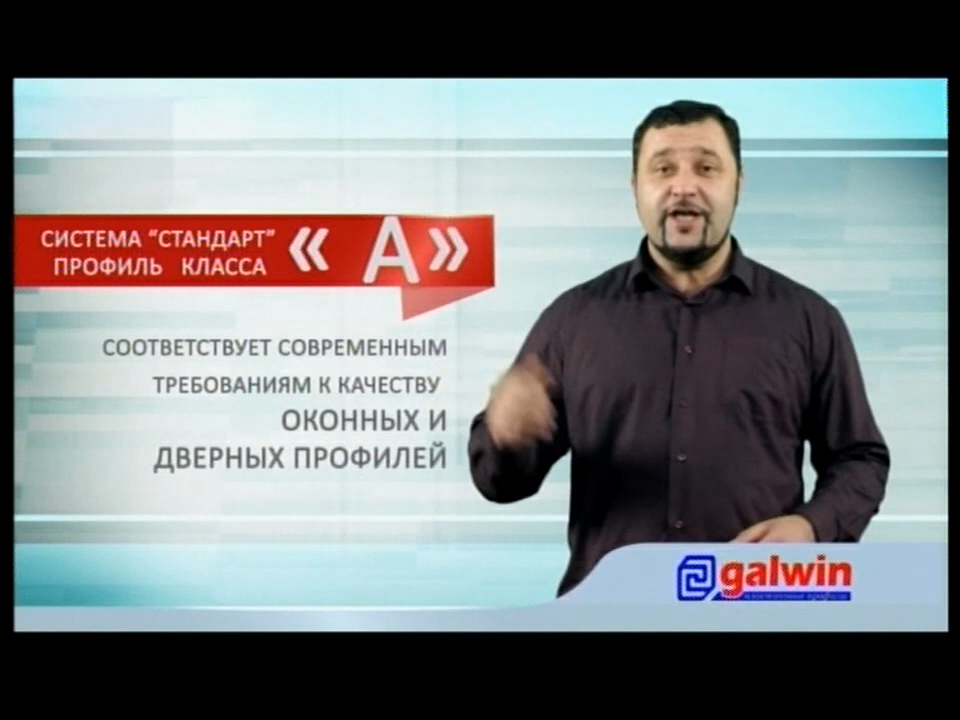 СИСТЕМА “СТАНДАРТ”
ПРОФИЛЬ КЛАССА
« А»
СООТВЕТСТВУЕТ СОВРЕМЕННЫМ
ТРЕБОВАНИЯМ К КАЧЕСТВУ
ОКОННЫХ И
ДВЕРНЫХ ПРОФИЛЕЙ
galwin